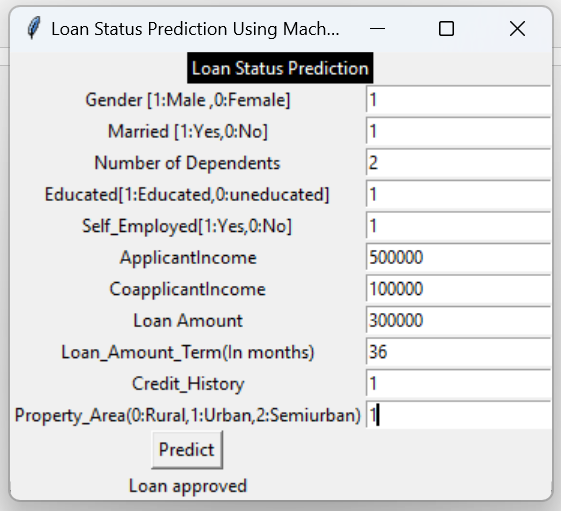 Loan Status Prediction Using Mach...
Loan Status Prediction
Gender [1:Male ,0:Female] 1
Married [1:Yes,0:No] 1
Number of Dependents 2
Educated[1:Educated,0:uneducated] 1
Self_Employed[1:Yes,0:No] 1
ApplicantIncome 500000
CoapplicantIncome 100000
Loan Amount 300000
Loan_Amount_Term(In months) 36
Credit_History 1
Property_Area(0:Rural,1:Urban,2:Semiurban) 1
Predict
Loan approved